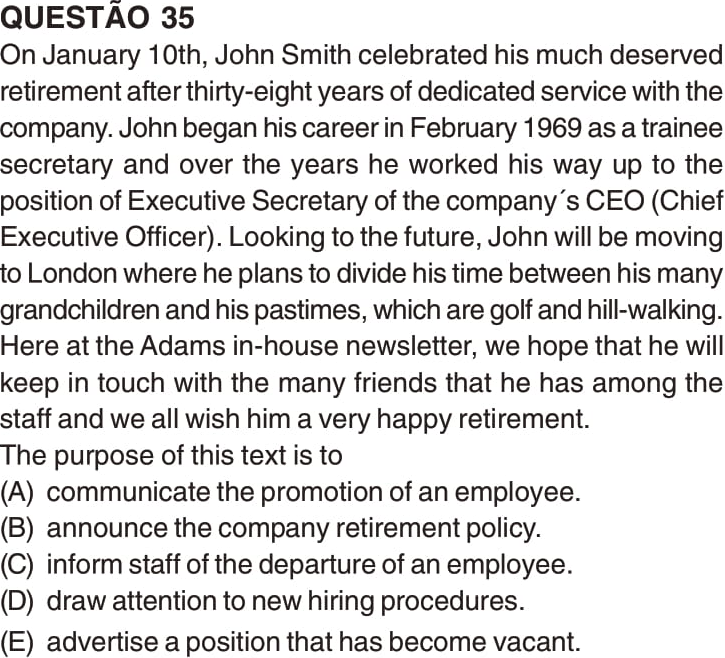 QUESTÃO 35
On January 10th, John Smith celebrated his much deserved
retirement after thirty-eight years of dedicated service with the
company. John began his career in February 1969 as a trainee
secretary and over the years he worked his way up to the
position of Executive Secretary of the company´s CEO (Chief
Executive Officer). Looking to the future, John will be moving
to London where he plans to divide his time between his many
grandchildren and his pastimes, which are golf and hill-walking.
Here at the Adams in-house newsletter, we hope that he will
keep in touch with the many friends that he has among the
staff and we all wish him a very happy retirement.
The purpose of this text is to
(A) communicate the promotion of an employee.
(B) announce the company retirement policy.
(C) inform staff of the departure of an employee.
(D) draw attention to new hiring procedures.
(E) advertise a position that has become vacant.